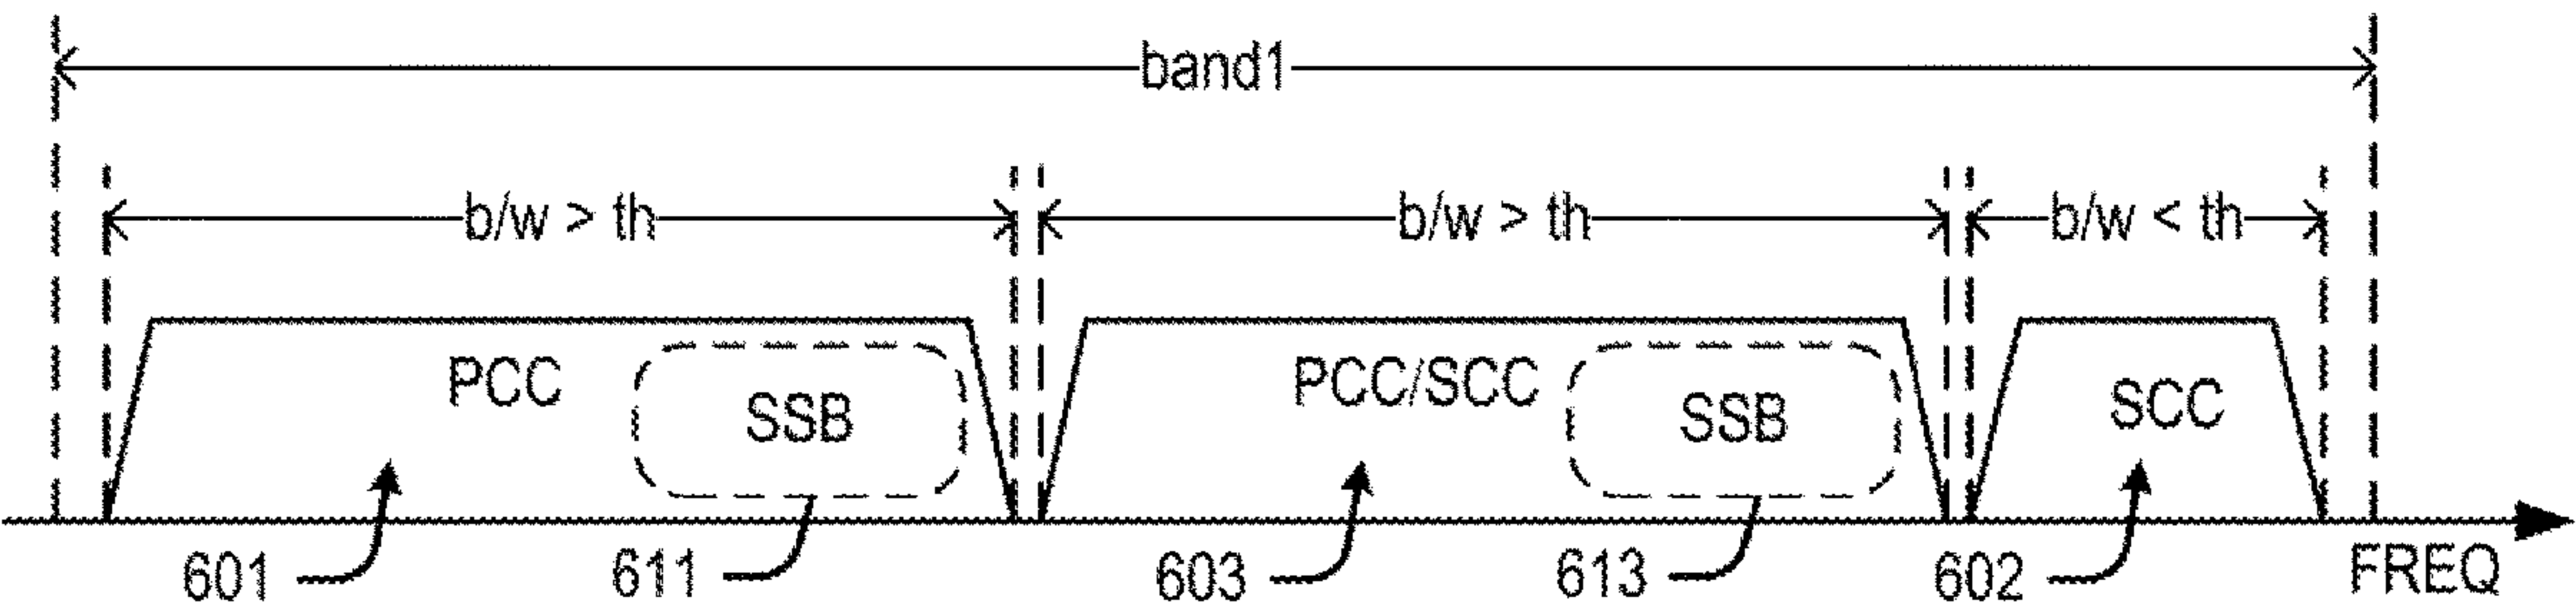 band1
b/w > th
b/w > th
b/w < th
PCC
SSB
PCC/SCC
SSB
SCC
601
611
603
613
602
FREQ